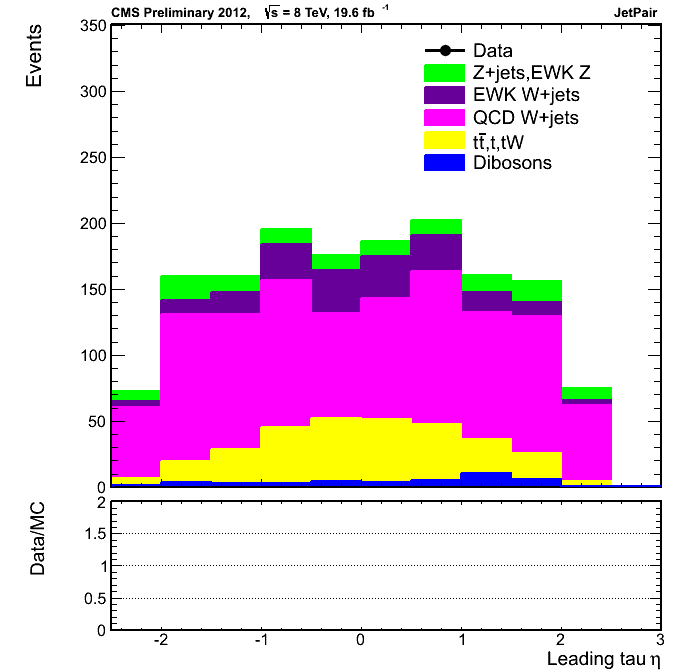 CMS Preliminary 2012, √s = 8 TeV, 19.6 fb⁻¹ JetPair
Events
350
300
250
200
150
100
50
0
Data
Z+jets,EWK Z
EWK W+jets
QCD W+jets
tt̄,t,tW
Dibosons
Data/MC
2
1.5
1
0.5
0
-2 -1 0 1 2 3
Leading tau η